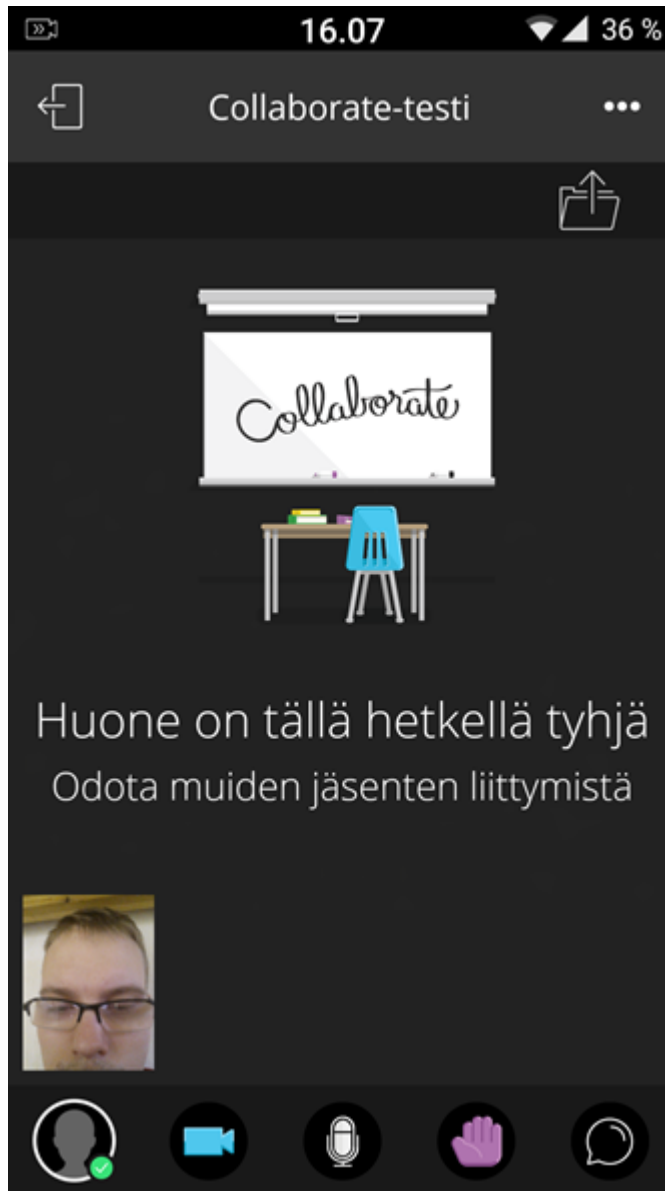 16.07
36 %
Collaborate-testi
Collaborate
Huone on tällä hetkellä tyhjä
Odota muiden jäsenten liittymistä